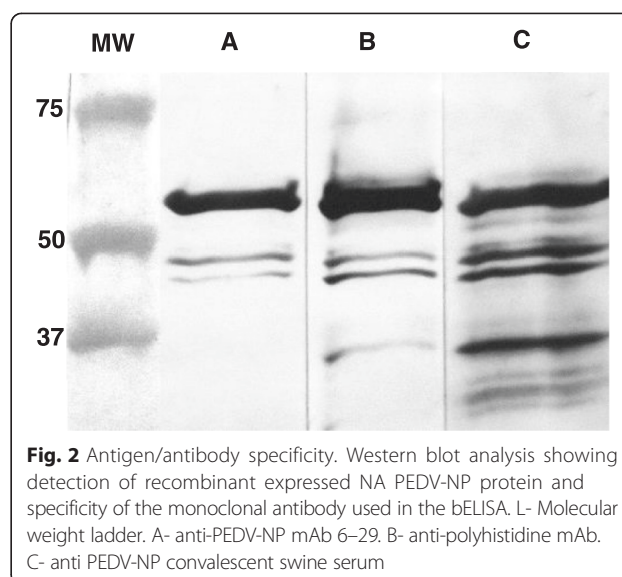 MW A B C
75
50
37
Fig. 2 Antigen/antibody specificity. Western blot analysis showing
detection of recombinant expressed NA PEDV-NP protein and
specificity of the monoclonal antibody used in the bELISA. L- Molecular
weight ladder. A- anti-PEDV-NP mAb 6–29. B- anti-polyhistidine mAb.
C- anti PEDV-NP convalescent swine serum